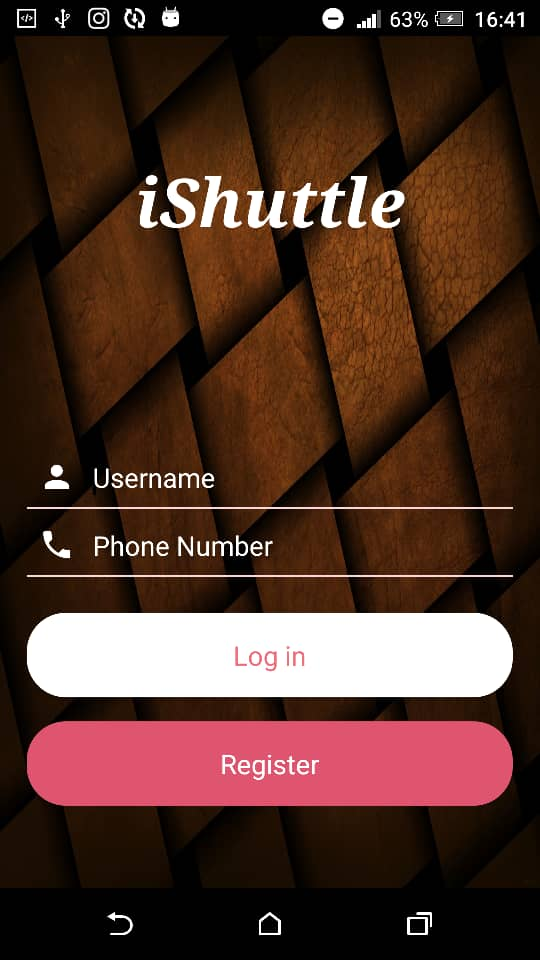 63% 16:41
iShuttle
Username
Phone Number
Log in
Register